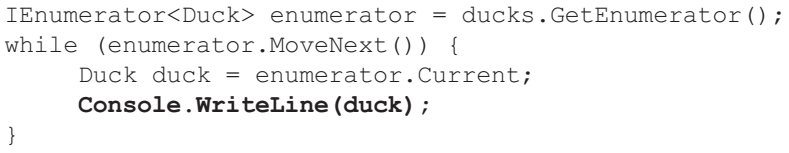 IEnumerator<Duck> enumerator = ducks.GetEnumerator();
while (enumerator.MoveNext()) {
     Duck duck = enumerator.Current;
     Console.WriteLine(duck);
}